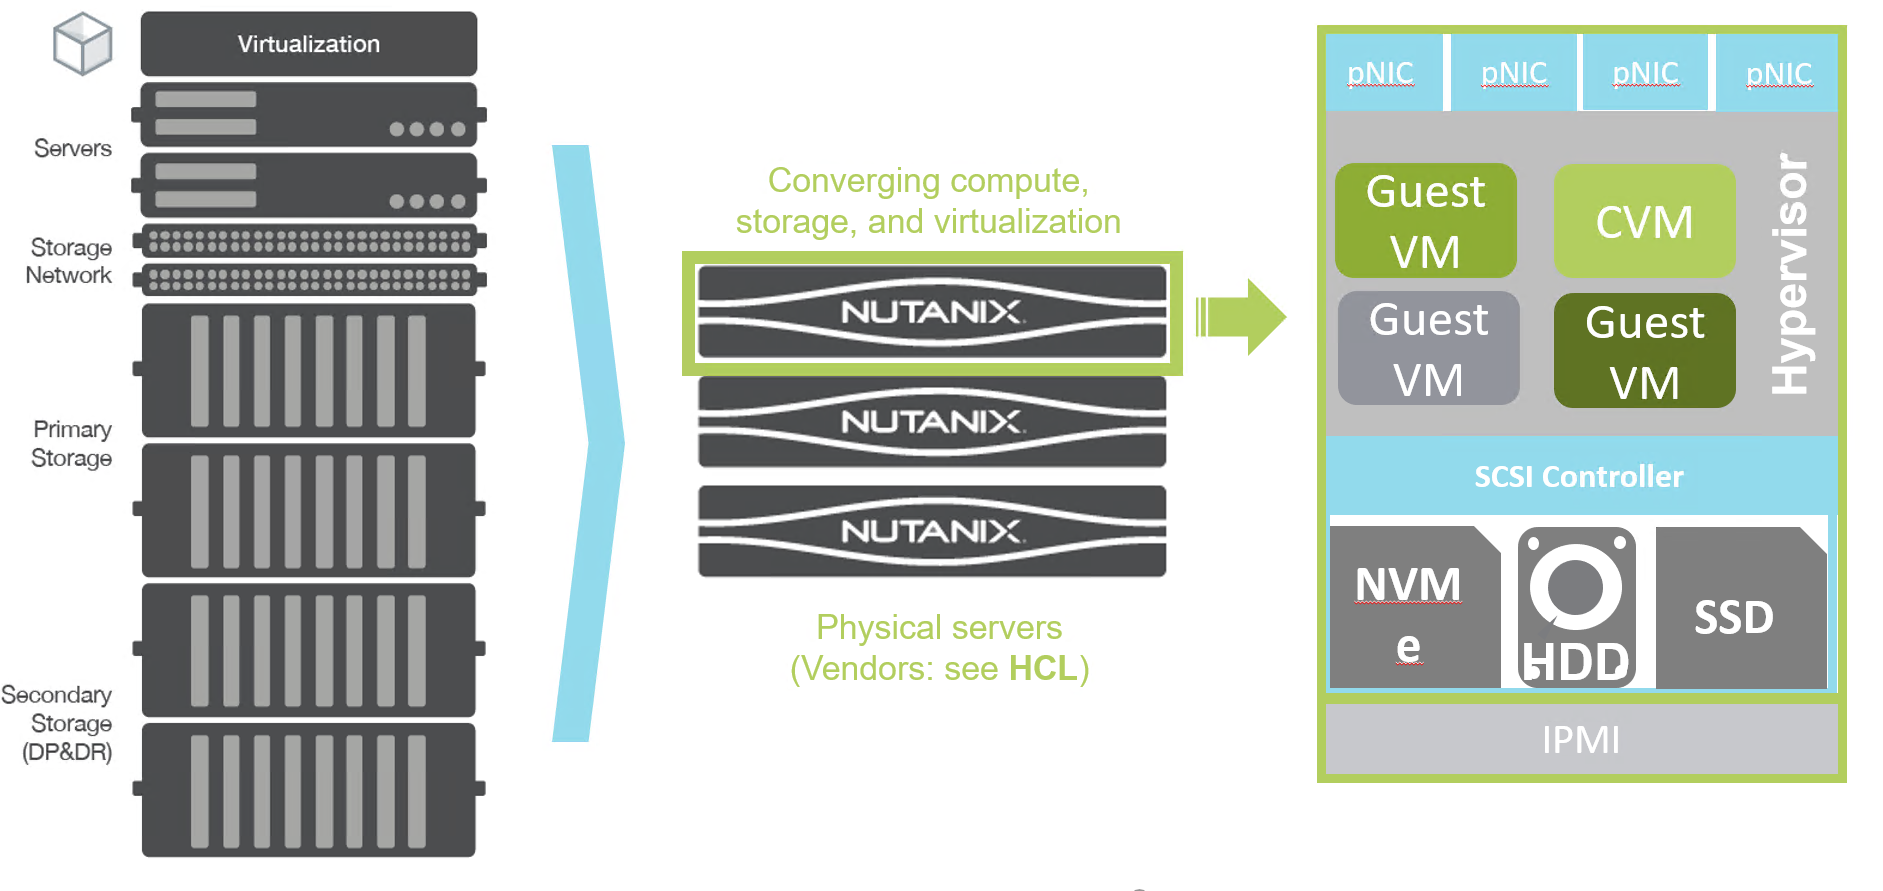 Virtualization
Servers
Storage
Network
Primary
Storage
Secondary
Storage
(DP&DR)
Converging compute,
storage, and virtualization
NUTANIX
NUTANIX
NUTANIX
Physical servers
(Vendors: see HCL)
pNIC
pNIC
pNIC
pNIC
Guest
VM
CVM
Guest
VM
Guest
VM
Hypervisor
SCSI Controller
NVM
e
HDD
SSD
IPMI